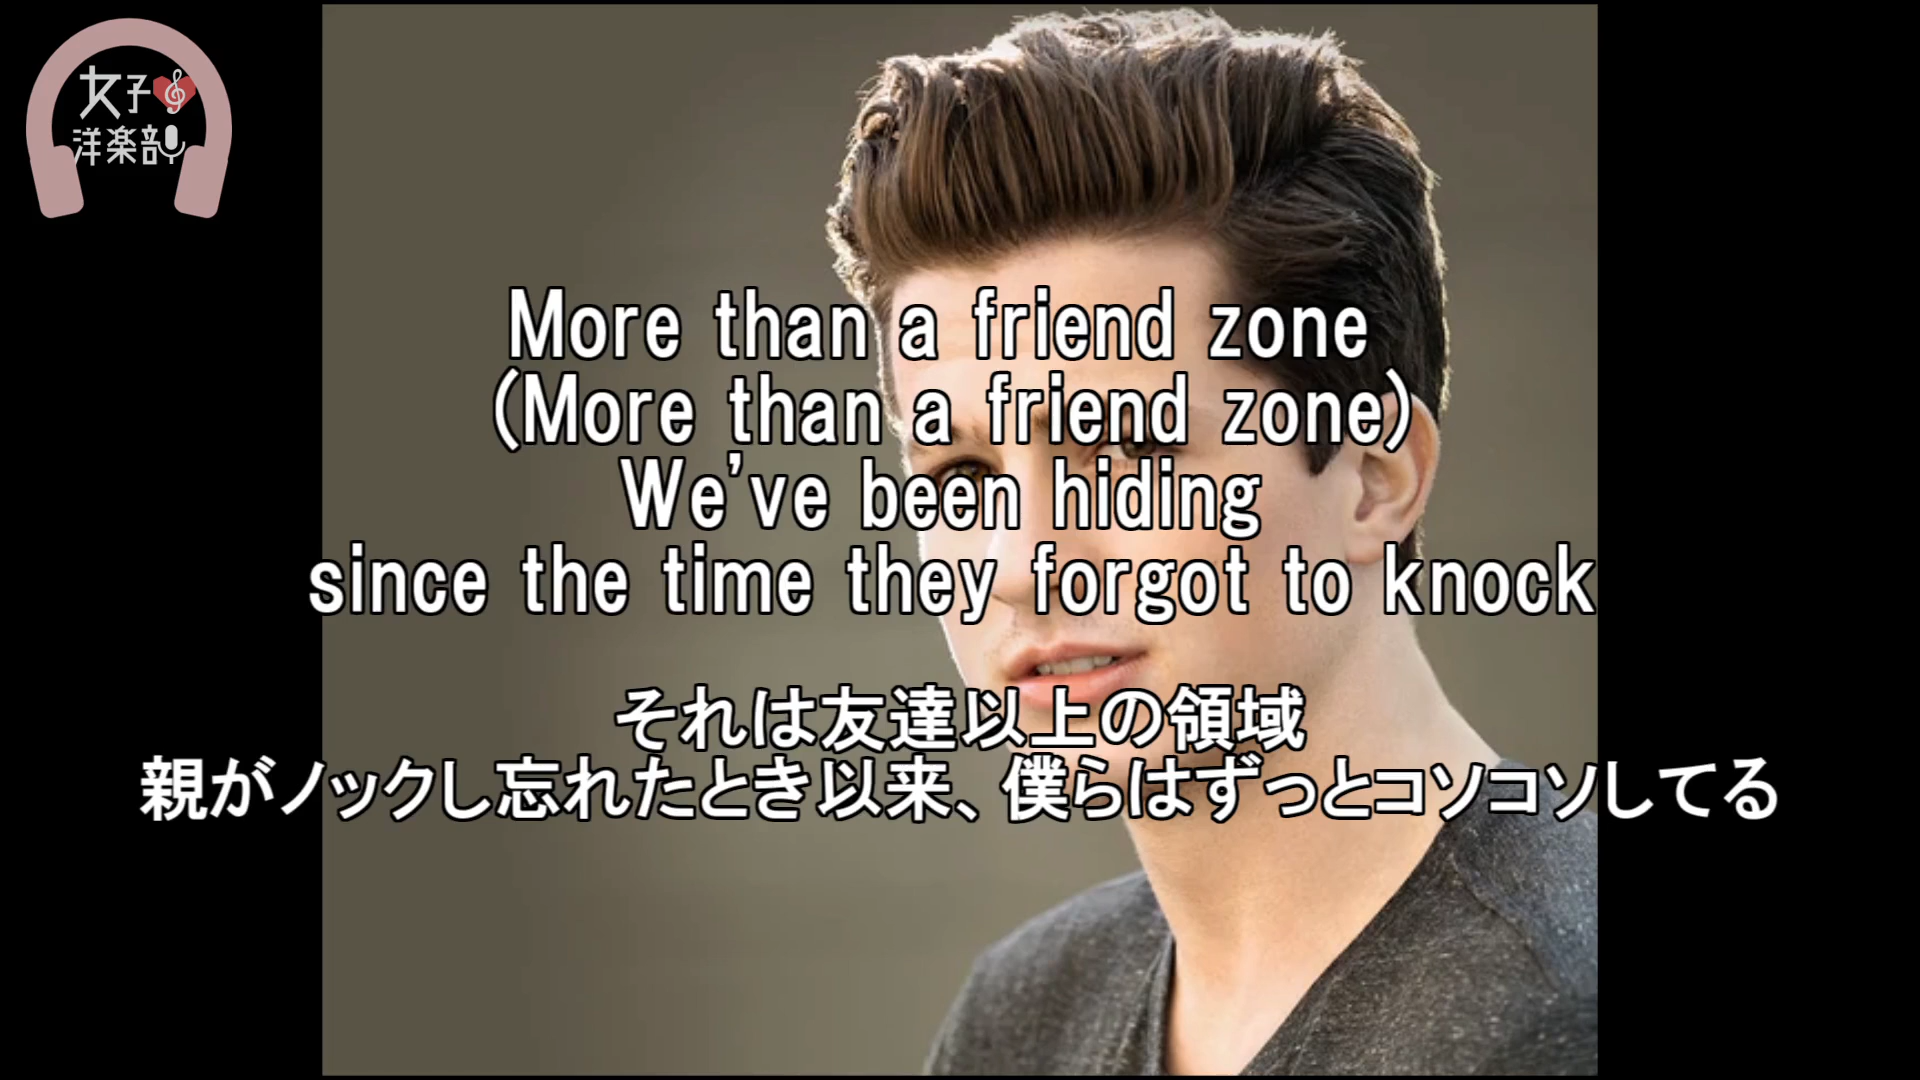 女子
洋楽部
More than a friend zone
(More than a friend zone)
We've been hiding
since the time they forgot to knock
それは友達以上の領域
親がノックし忘れたとき以来、僕らはずっとコソコソしてる